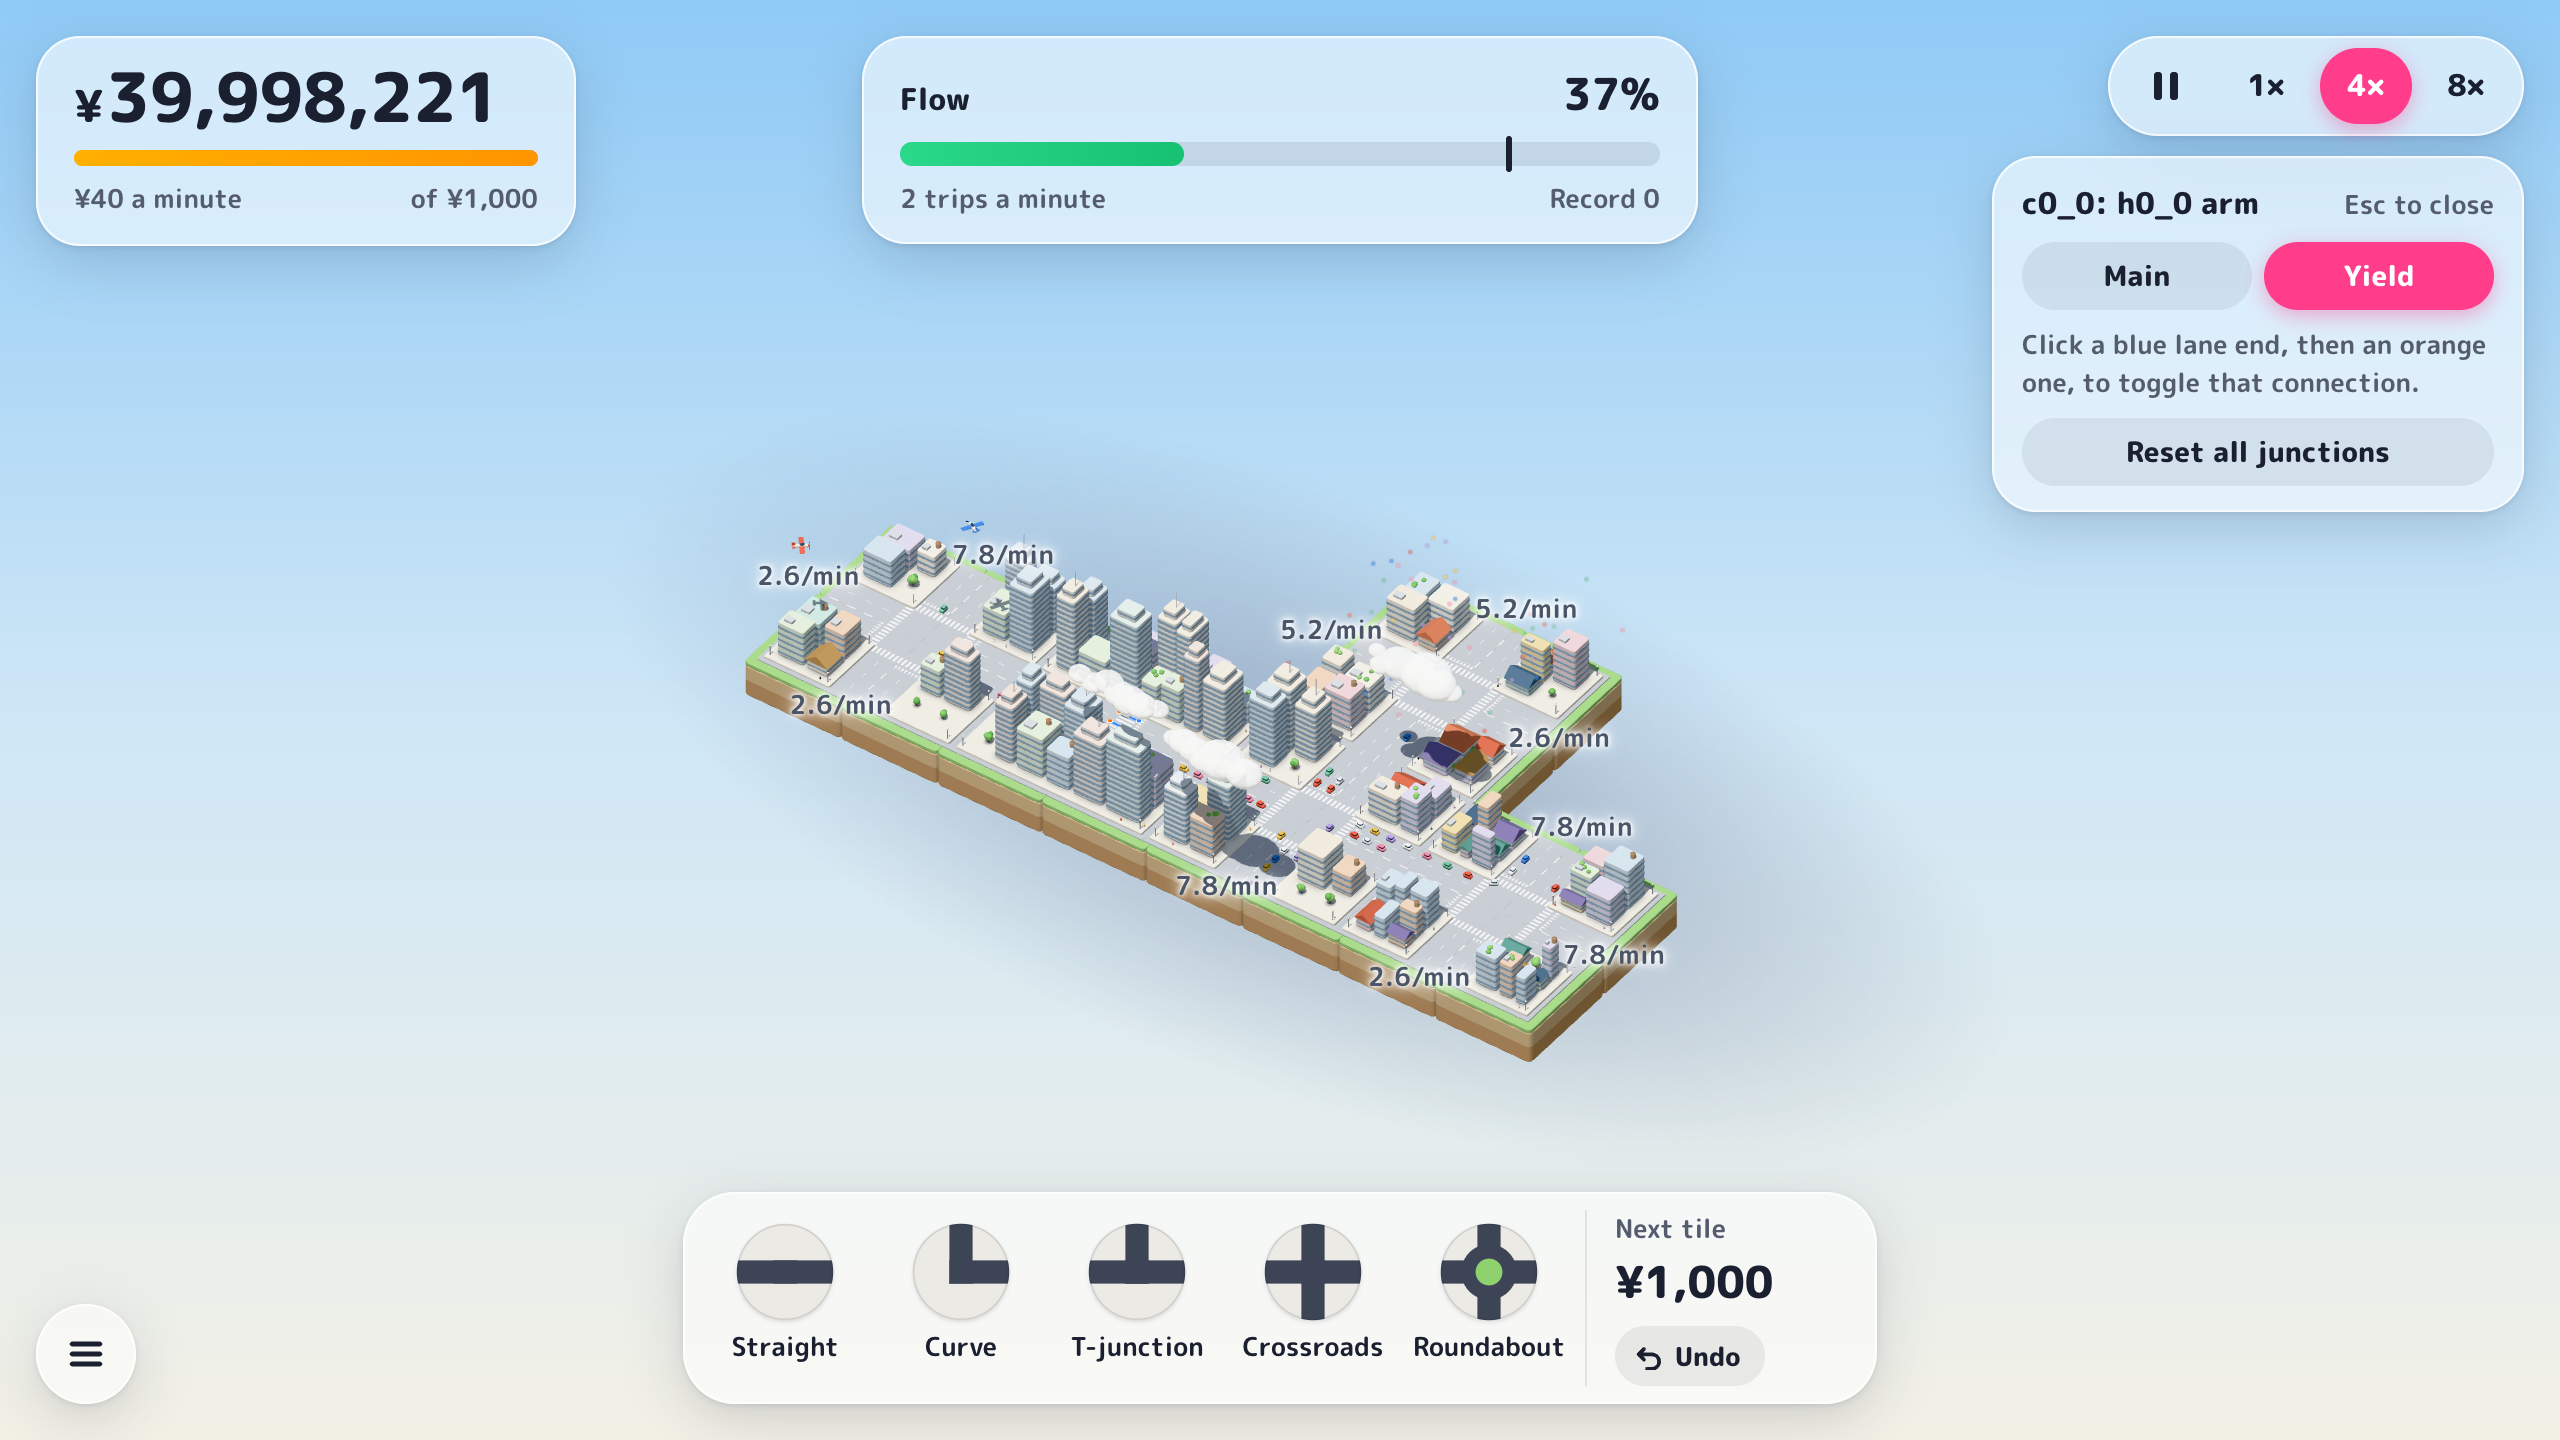 ¥39,998,221
¥40 a minute
of ¥1,000
Flow
37%
2 trips a minute
Record 0
1×
4×
8×
c0_0: h0_0 arm
Esc to close
Main
Yield
Click a blue lane end, then an orange
one, to toggle that connection.
Reset all junctions
7.8/min
2.6/min
5.2/min
5.2/min
2.6/min
2.6/min
7.8/min
7.8/min
7.8/min
2.6/min
Straight
Curve
T-junction
Crossroads
Roundabout
Next tile
¥1,000
Undo